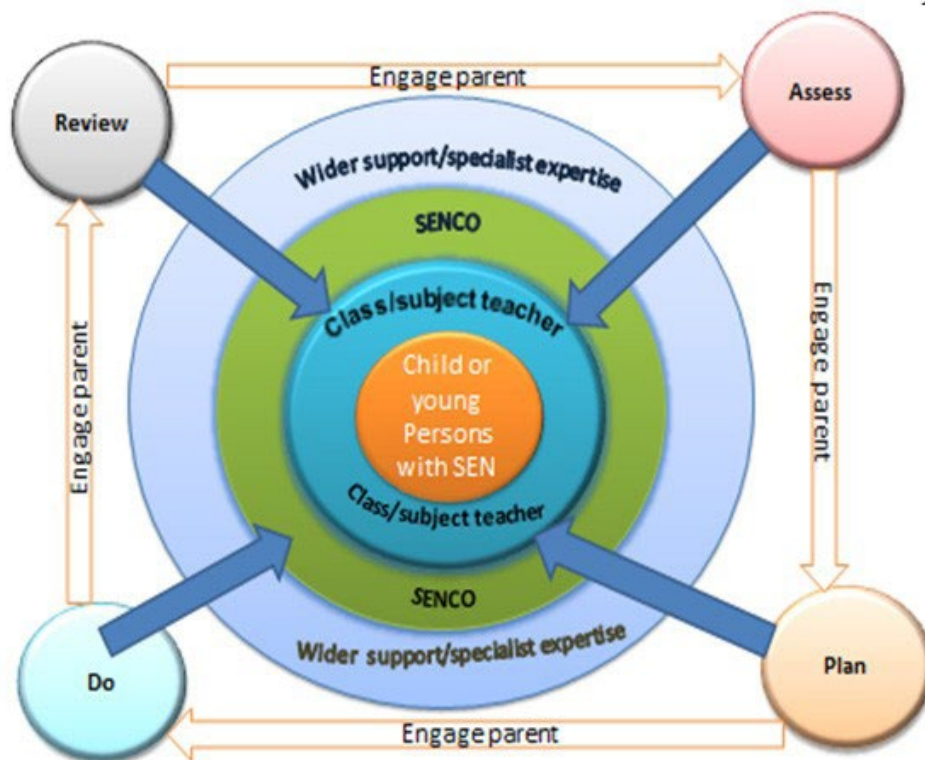 Engage parent
Review
Assess
Wider support/specialist expertise
SENCO
Class/subject teacher
Child or
young
Persons
with SEN
Class/subject teacher
SENCO
Wider support/specialist expertise
Engage parent
Engage parent
Do
Plan
Engage parent